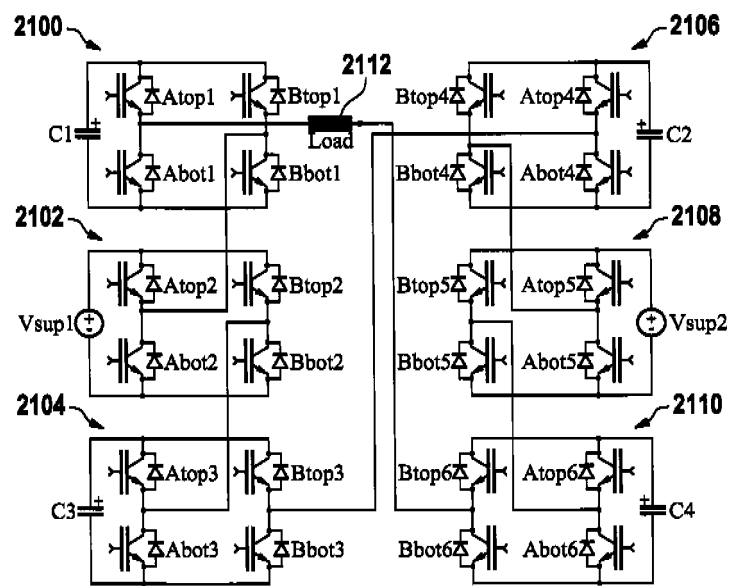 2100
2106
2112
Atop1
Btop1
Btop4
Atop4
C1
+
Load
+
C2
Abot1
Bbot1
Bbot4
Abot4
2102
2108
Atop2
Btop2
Btop5
Atop5
Vsup1
+
-
+
-
Vsup2
Abot2
Bbot2
Bbot5
Abot5
2104
2110
Atop3
Btop3
Btop6
Atop6
C3
+
+
C4
Abot3
Bbot3
Bbot6
Abot6